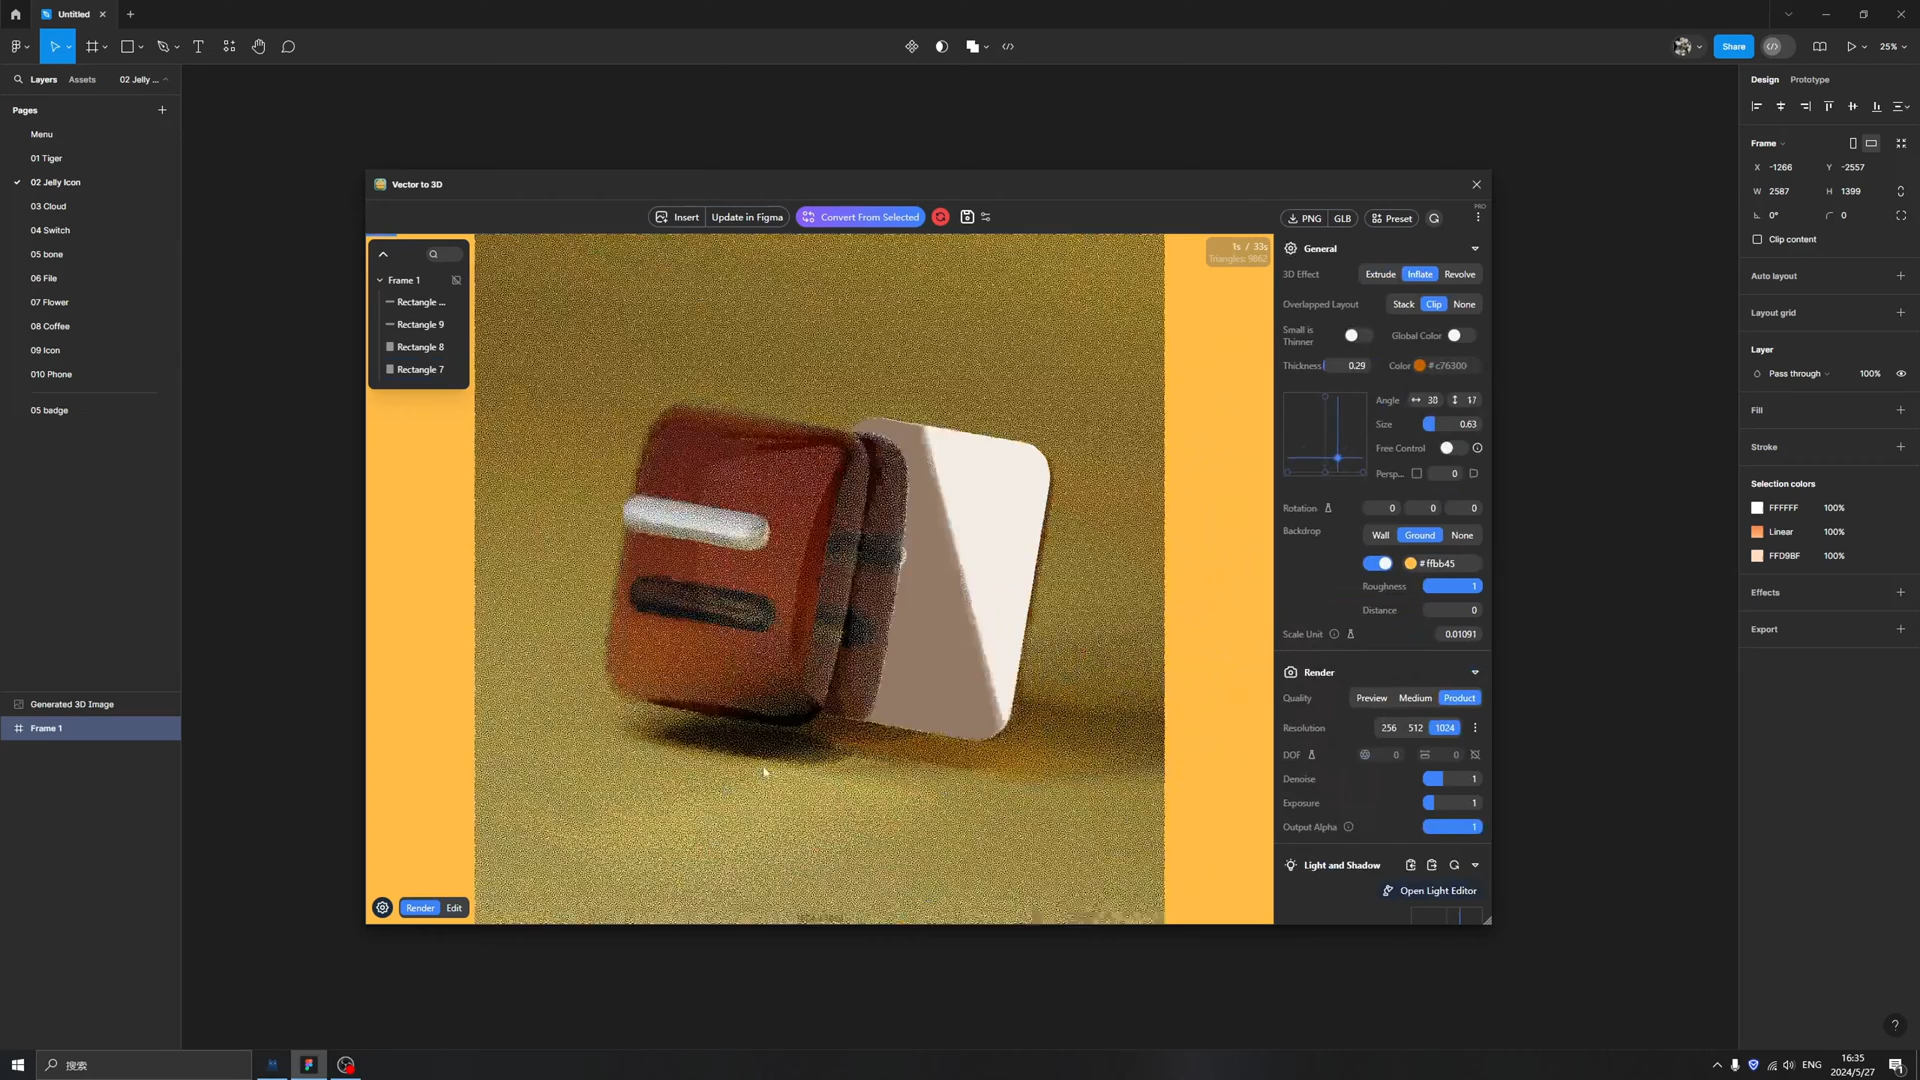 Untitled
Share
25%
Layers
Assets
02 Jelly ...
Pages
Menu
01 Tiger
02 Jelly Icon
03 Cloud
04 Switch
05 bone
06 File
07 Flower
08 Coffee
09 Icon
010 Phone
05 badge
Generated 3D Image
Frame 1
Vector to 3D
Insert
Update in Figma
Convert From Selected
PNG
GLB
Preset
PRO
Frame 1
Rectangle ...
Rectangle 9
Rectangle 8
Rectangle 7
1s / 33s
Triangles: 9862
Render
Edit
General
3D Effect
Extrude
Inflate
Revolve
Overlapped Layout
Stack
Clip
None
Small is
Thinner
Global Color
Thickness
0.29
Color
#c76300
Angle
38
17
Size
0.63
Free Control
Persp...
0
Rotation
0
0
0
Backdrop
Wall
Ground
None
#ffbb45
Roughness
1
Distance
0
Scale Unit
0.01091
Render
Quality
Preview
Medium
Product
Resolution
256
512
1024
DOF
0
0
Denoise
1
Exposure
1
Output Alpha
1
Light and Shadow
Open Light Editor
Design
Prototype
Frame
X
-1266
Y
-2557
W
2587
H
1399
0°
0
Clip content
Auto layout
Layout grid
Layer
Pass through
100%
Fill
Stroke
Selection colors
FFFFFF
100%
Linear
100%
FFD9BF
100%
Effects
Export
?
搜索
ENG
16:35
2024/5/27